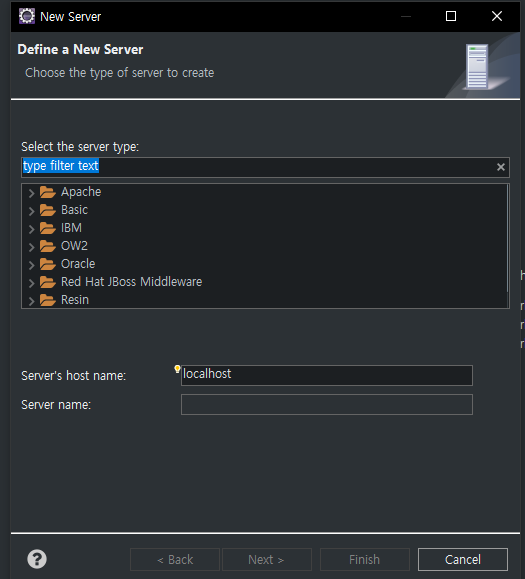 New Server
Define a New Server
Choose the type of server to create
Select the server type:
type filter text
Apache
Basic
IBM
OW2
Oracle
Red Hat JBoss Middleware
Resin
Server's host name: localhost
Server name:
< Back Next > Finish Cancel